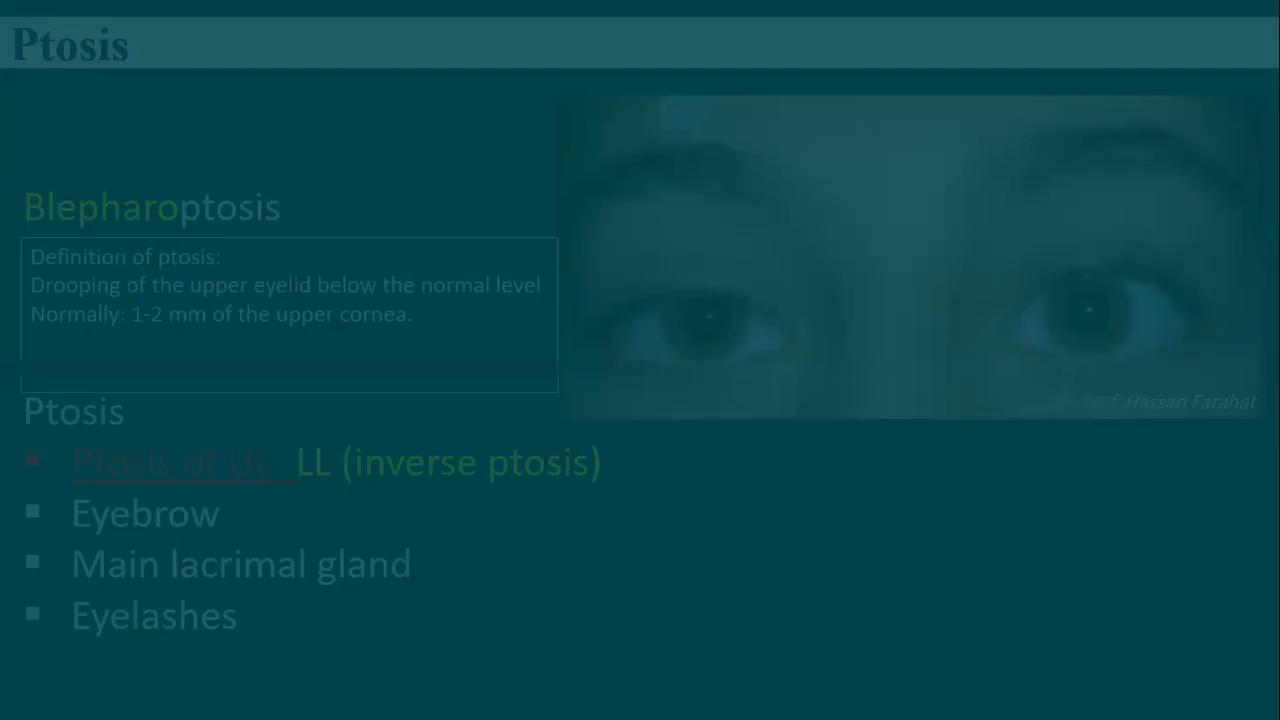 Ptosis
Blepharoptosis
Definition of ptosis:
Drooping of the upper eyelid below the normal level
Normally: 1-2 mm of the upper cornea.
Hassan Farahat
Ptosis
▪ Ptosis of UL LL (inverse ptosis)
▪ Eyebrow
▪ Main lacrimal gland
▪ Eyelashes